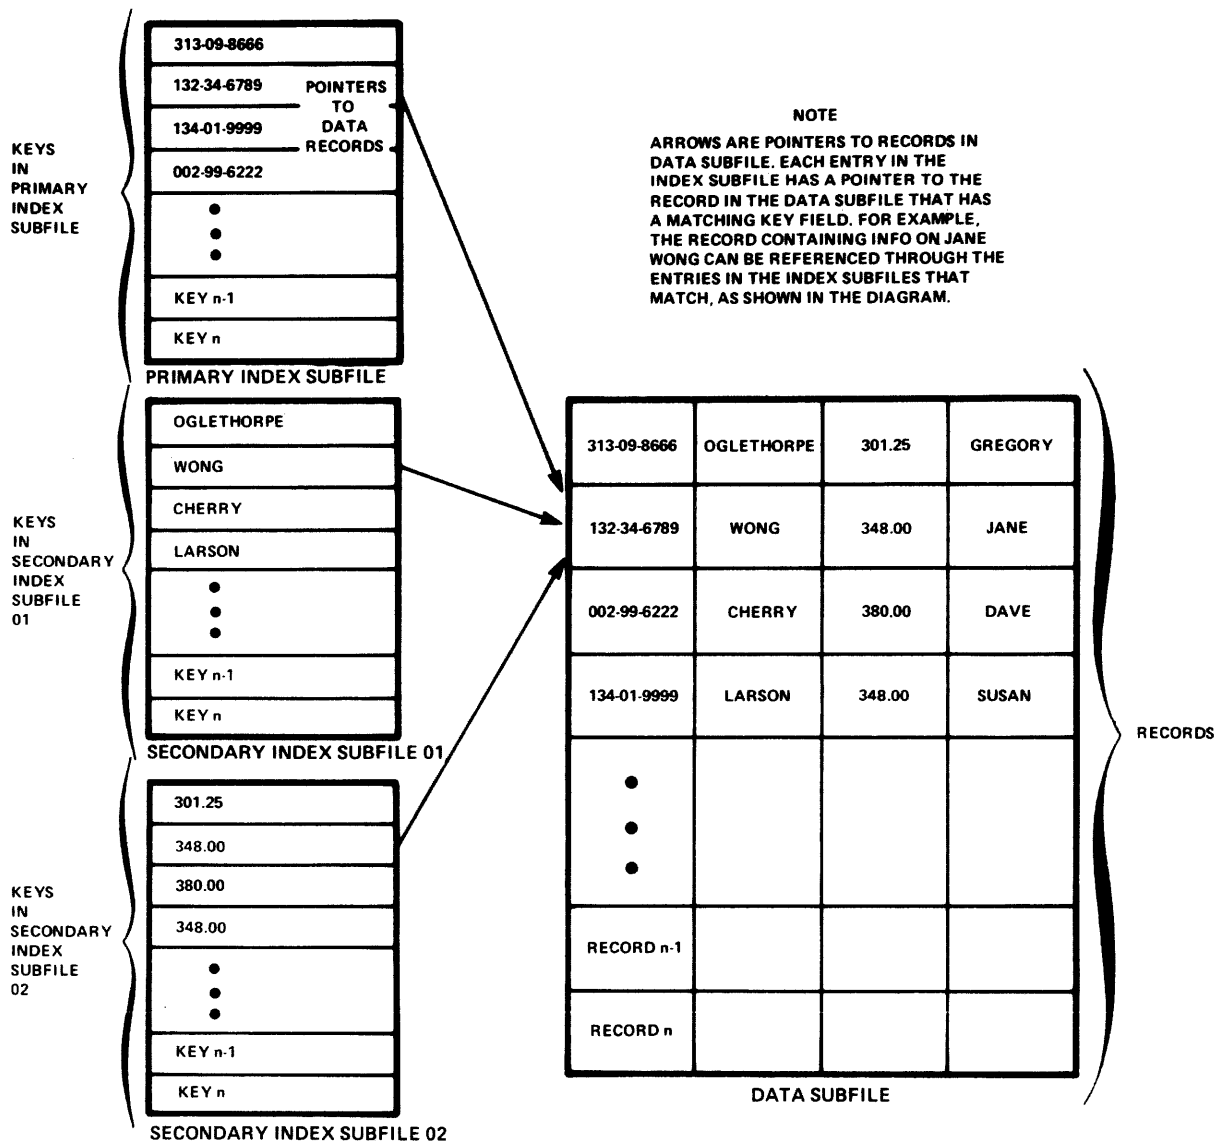 KEYS
IN
PRIMARY
INDEX
SUBFILE
313-09-8666
132-34-6789
134-01-9999
002-99-6222
POINTERS
TO
DATA
RECORDS
KEY n-1
KEY n
PRIMARY INDEX SUBFILE
NOTE
ARROWS ARE POINTERS TO RECORDS IN
DATA SUBFILE. EACH ENTRY IN THE
INDEX SUBFILE HAS A POINTER TO THE
RECORD IN THE DATA SUBFILE THAT HAS
A MATCHING KEY FIELD. FOR EXAMPLE,
THE RECORD CONTAINING INFO ON JANE
WONG CAN BE REFERENCED THROUGH THE
ENTRIES IN THE INDEX SUBFILES THAT
MATCH, AS SHOWN IN THE DIAGRAM.
KEYS
IN
SECONDARY
INDEX
SUBFILE
01
OGLETHORPE
WONG
CHERRY
LARSON
KEY n-1
KEY n
SECONDARY INDEX SUBFILE 01
KEYS
IN
SECONDARY
INDEX
SUBFILE
02
301.25
348.00
380.00
348.00
KEY n-1
KEY n
SECONDARY INDEX SUBFILE 02
313-09-8666 OGLETHORPE 301.25 GREGORY
132-34-6789 WONG 348.00 JANE
002-99-6222 CHERRY 380.00 DAVE
134-01-9999 LARSON 348.00 SUSAN
RECORD n-1
RECORD n
DATA SUBFILE
RECORDS